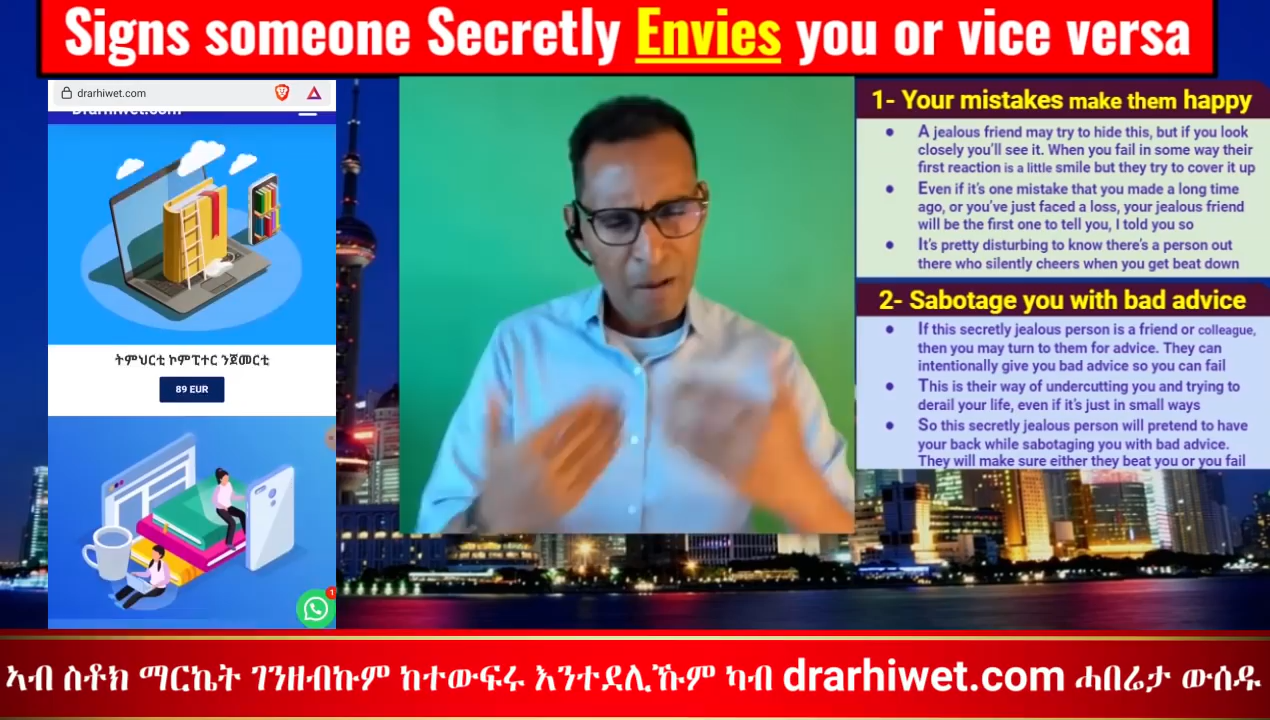 Signs someone Secretly Envies you or vice versa
drarhiwet.com
Drarhiwet.com
ትምህርቲ ኮምፒተር ንጀመርቲ
89 EUR
1
1- Your mistakes make them happy
● A jealous friend may try to hide this, but if you look
closely you'll see it. When you fail in some way their
first reaction is a little smile but they try to cover it up
● Even if it's one mistake that you made a long time
ago, or you've just faced a loss, your jealous friend
will be the first one to tell you, I told you so
● It's pretty disturbing to know there's a person out
there who silently cheers when you get beat down
2- Sabotage you with bad advice
● If this secretly jealous person is a friend or colleague,
then you may turn to them for advice. They can
intentionally give you bad advice so you can fail
● This is their way of undercutting you and trying to
derail your life, even if it's just in small ways
● So this secretly jealous person will pretend to have
your back while sabotaging you with bad advice.
They will make sure either they beat you or you fail
ኣብ ስቶክ ማርኬት ገንዘብኩም ከተውፍሩ እንተደሊኹም ካብ drarhiwet.com ሓበሬታ ውሰዱ